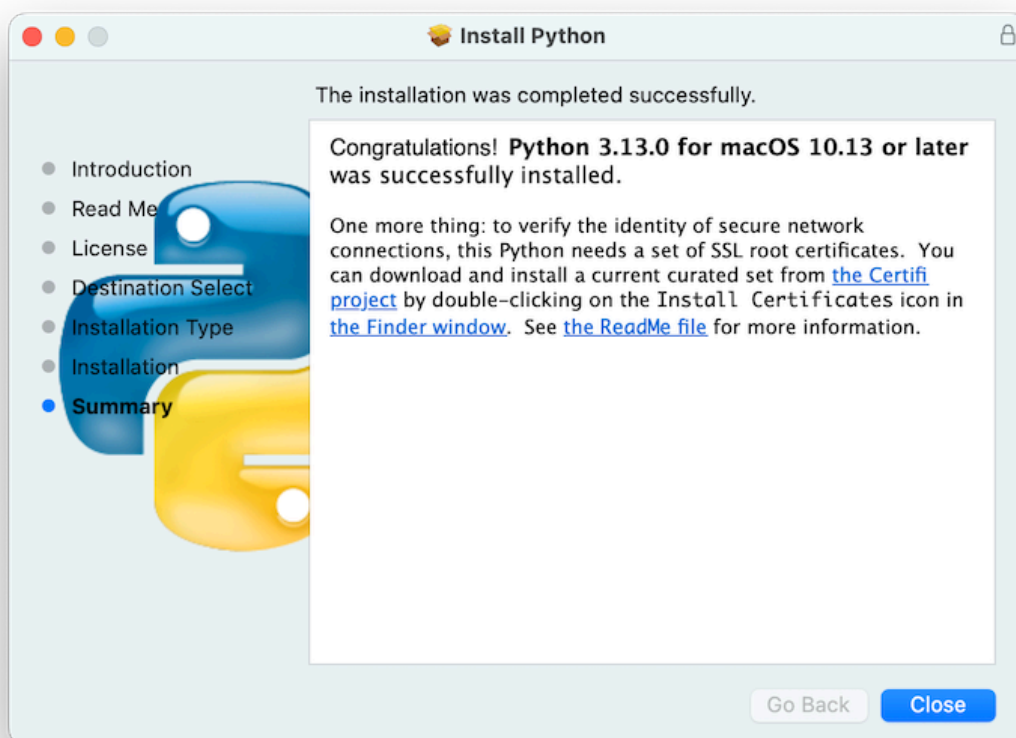 Install Python
The installation was completed successfully.
Introduction
Read Me
License
Destination Select
Installation Type
Installation
Summary
Congratulations! Python 3.13.0 for macOS 10.13 or later
was successfully installed.
One more thing: to verify the identity of secure network
connections, this Python needs a set of SSL root certificates. You
can download and install a current curated set from the Certifi
project by double-clicking on the Install Certificates icon in
the Finder window. See the ReadMe file for more information.
Go Back
Close